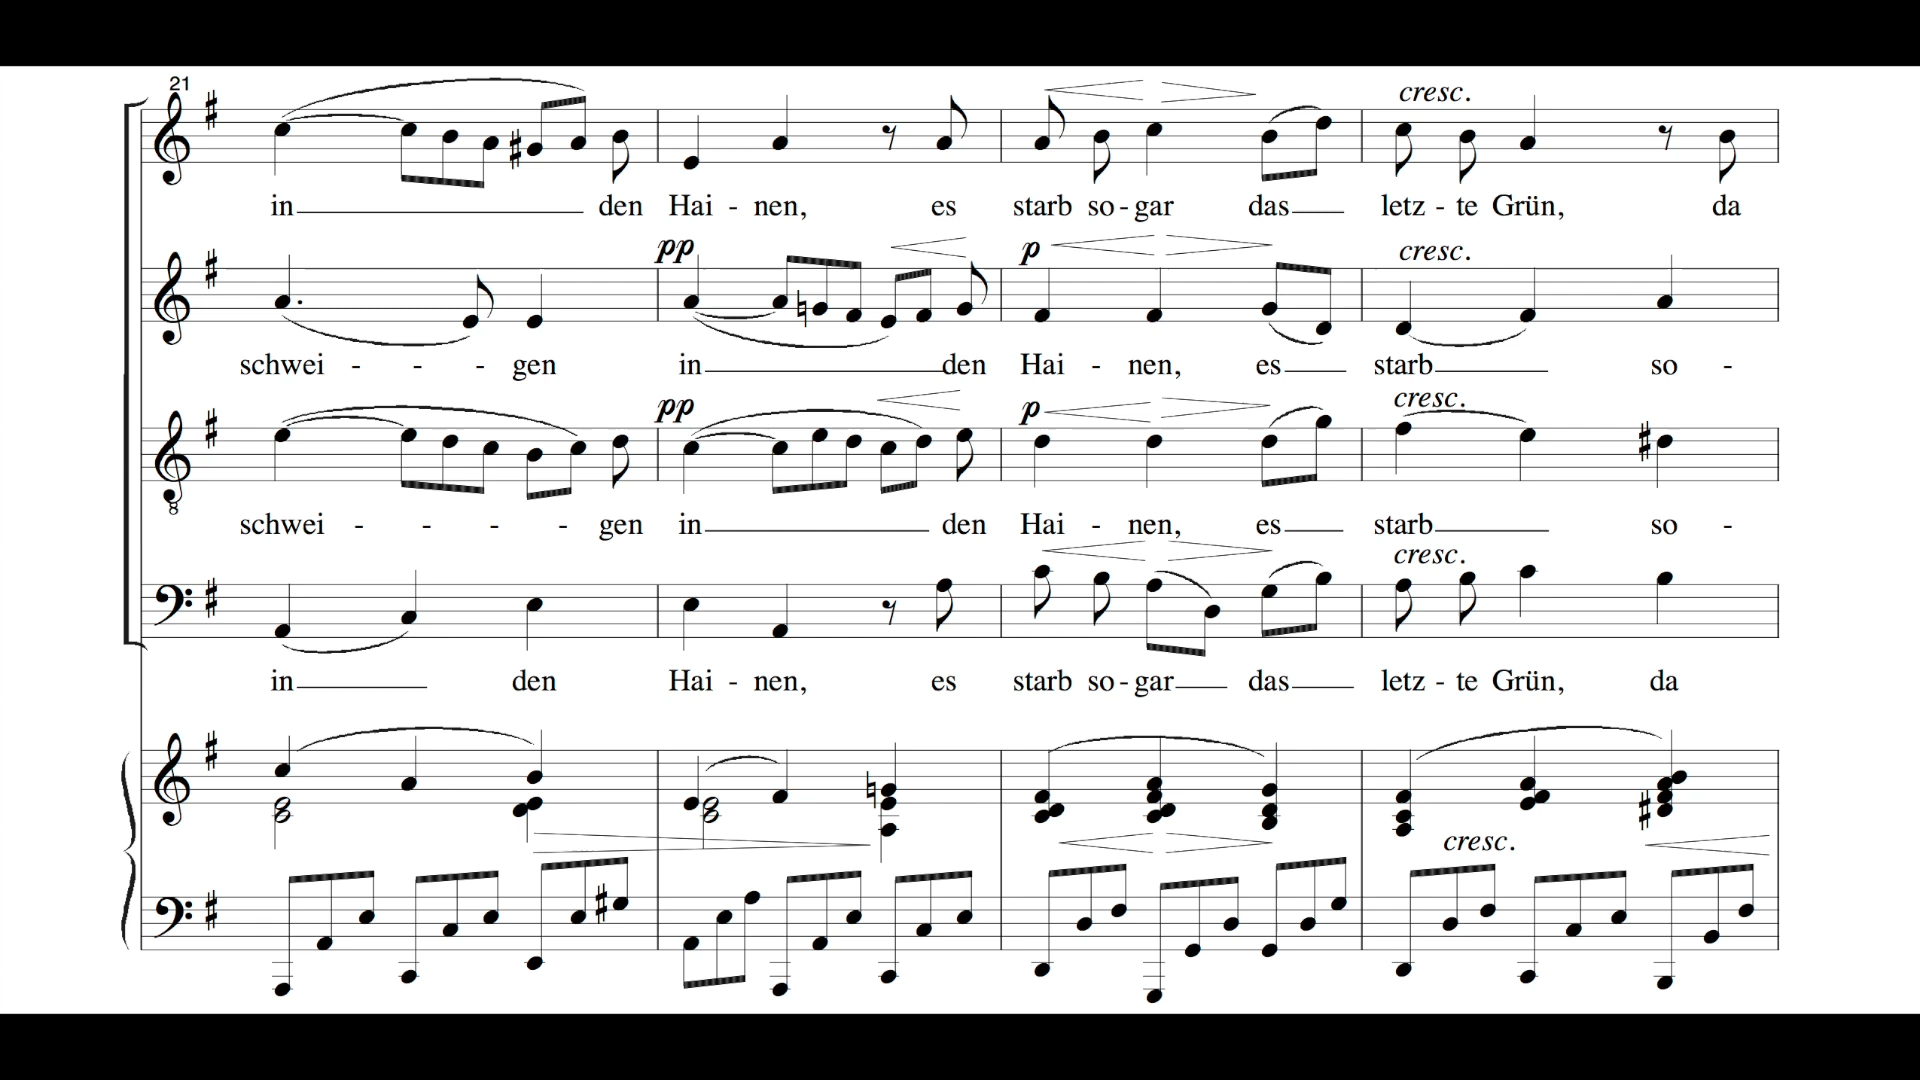 21
cresc.
in den Hai - nen, es starb so - gar das letz - te Grün, da
pp p cresc.
schwei - - - gen in den Hai - nen, es starb so -
pp p cresc.
schwei - - - - gen in den Hai - nen, es starb so -
cresc.
in den Hai - nen, es starb so - gar das letz - te Grün, da
cresc.